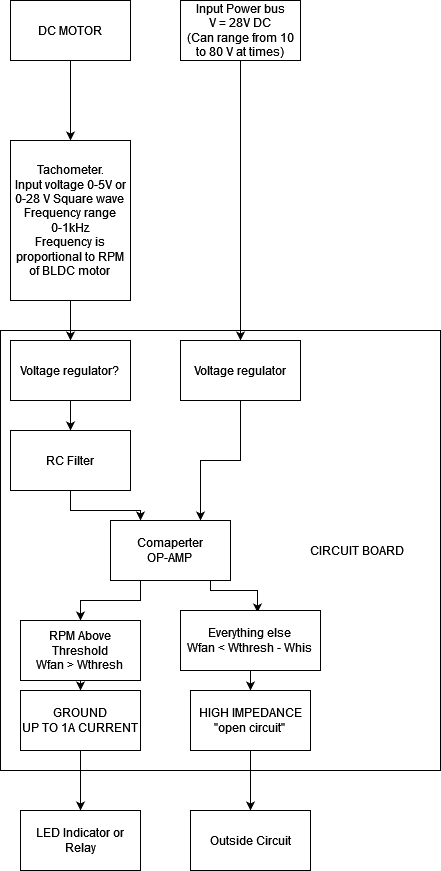 DC MOTOR
Input Power bus
V = 28V DC
(Can range from 10
to 80 V at times)
Tachometer.
Input voltage 0-5V or
0-28 V Square wave
Frequency range
0-1kHz
Frequency is
proportional to RPM
of BLDC motor
Voltage regulator?
Voltage regulator
RC Filter
Comaperter
OP-AMP
CIRCUIT BOARD
RPM Above
Threshold
Wfan > Wthresh
Everything else
Wfan < Wthresh - Whis
GROUND
UP TO 1A CURRENT
HIGH IMPEDANCE
"open circuit"
LED Indicator or
Relay
Outside Circuit